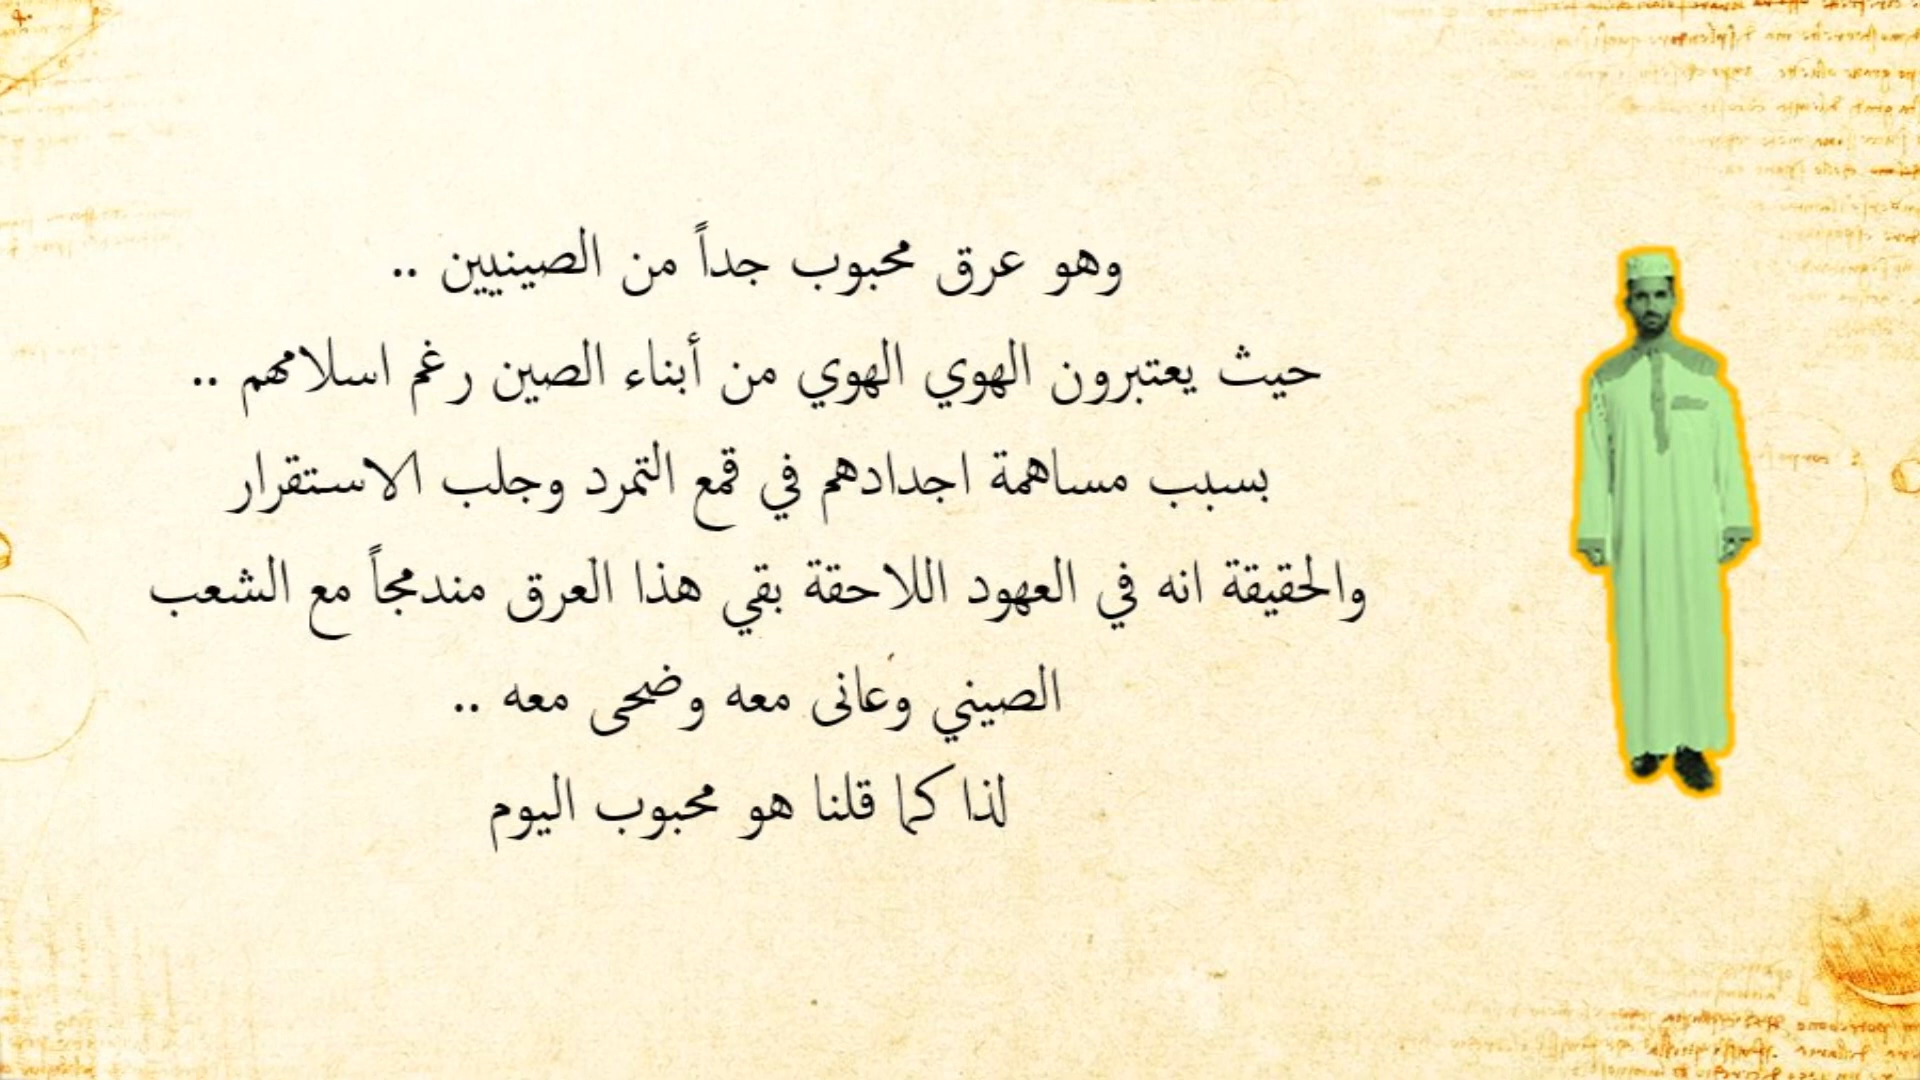 وهو عرق محبوب جداً من الصينيين ..
حيث يعتبرون الهوي الهوي من أبناء الصين رغم اسلامهم ..
بسبب مساهمة اجدادهم في قمع التمرد وجلب الاستقرار
والحقيقة انه في العهود اللاحقة بقي هذا العرق مندمجاً مع الشعب
الصيني وعانى معه وضحى معه ..
لذا كما قلنا هو محبوب اليوم